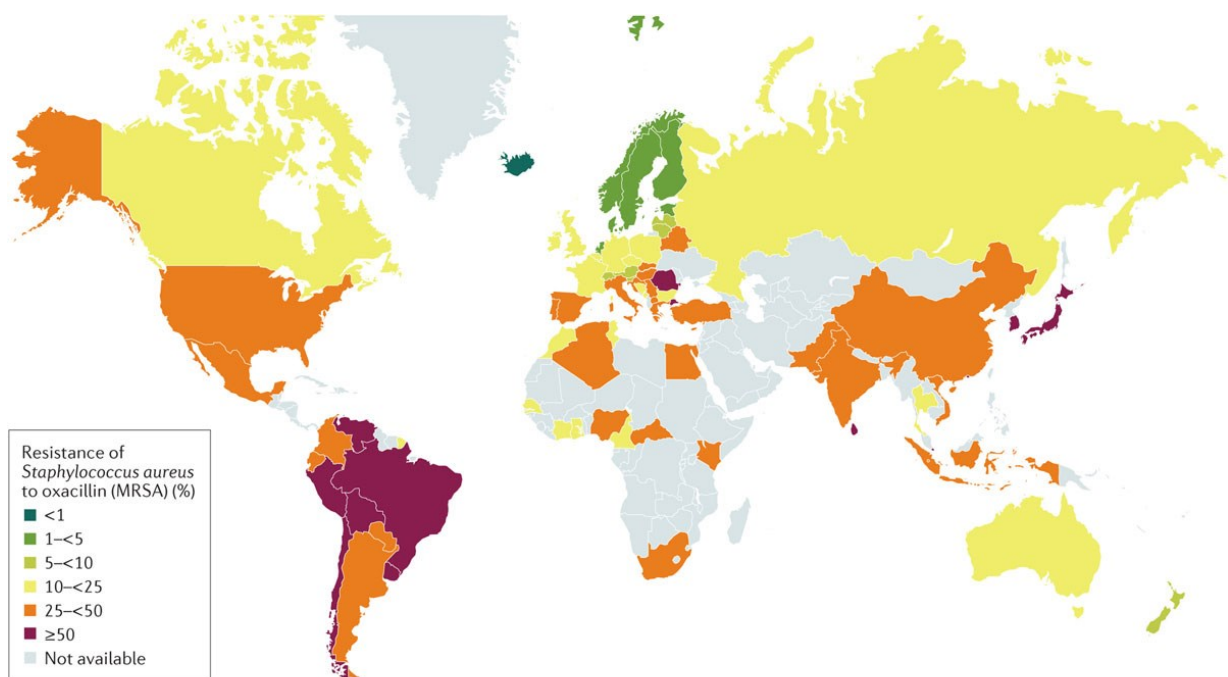 Resistance of
Staphylococcus aureus
to oxacillin (MRSA) (%)
<1
1–<5
5–<10
10–<25
25–<50
≥50
Not available